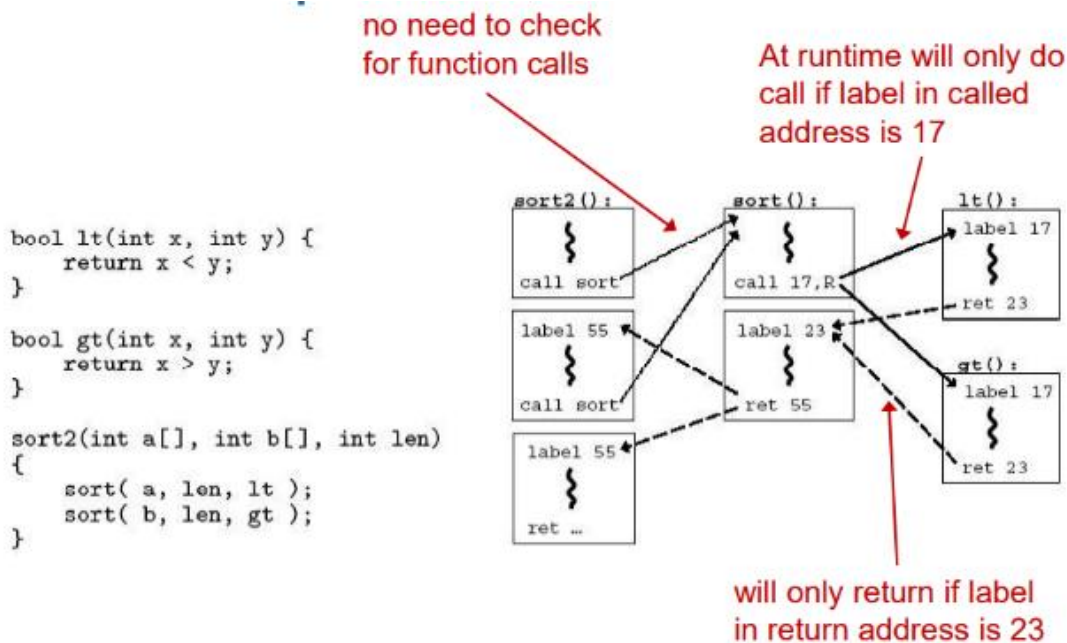 no need to check
for function calls
At runtime will only do
call if label in called
address is 17
bool lt(int x, int y) {
return x < y;
}
bool gt(int x, int y) {
return x > y;
}
sort2(int a[], int b[], int len)
{
sort( a, len, lt );
sort( b, len, gt );
}
sort2():
call sort
label 55
call sort
label 55
ret …
sort():
call 17,R
label 23
ret 55
lt():
label 17
ret 23
gt():
label 17
ret 23
will only return if label
in return address is 23